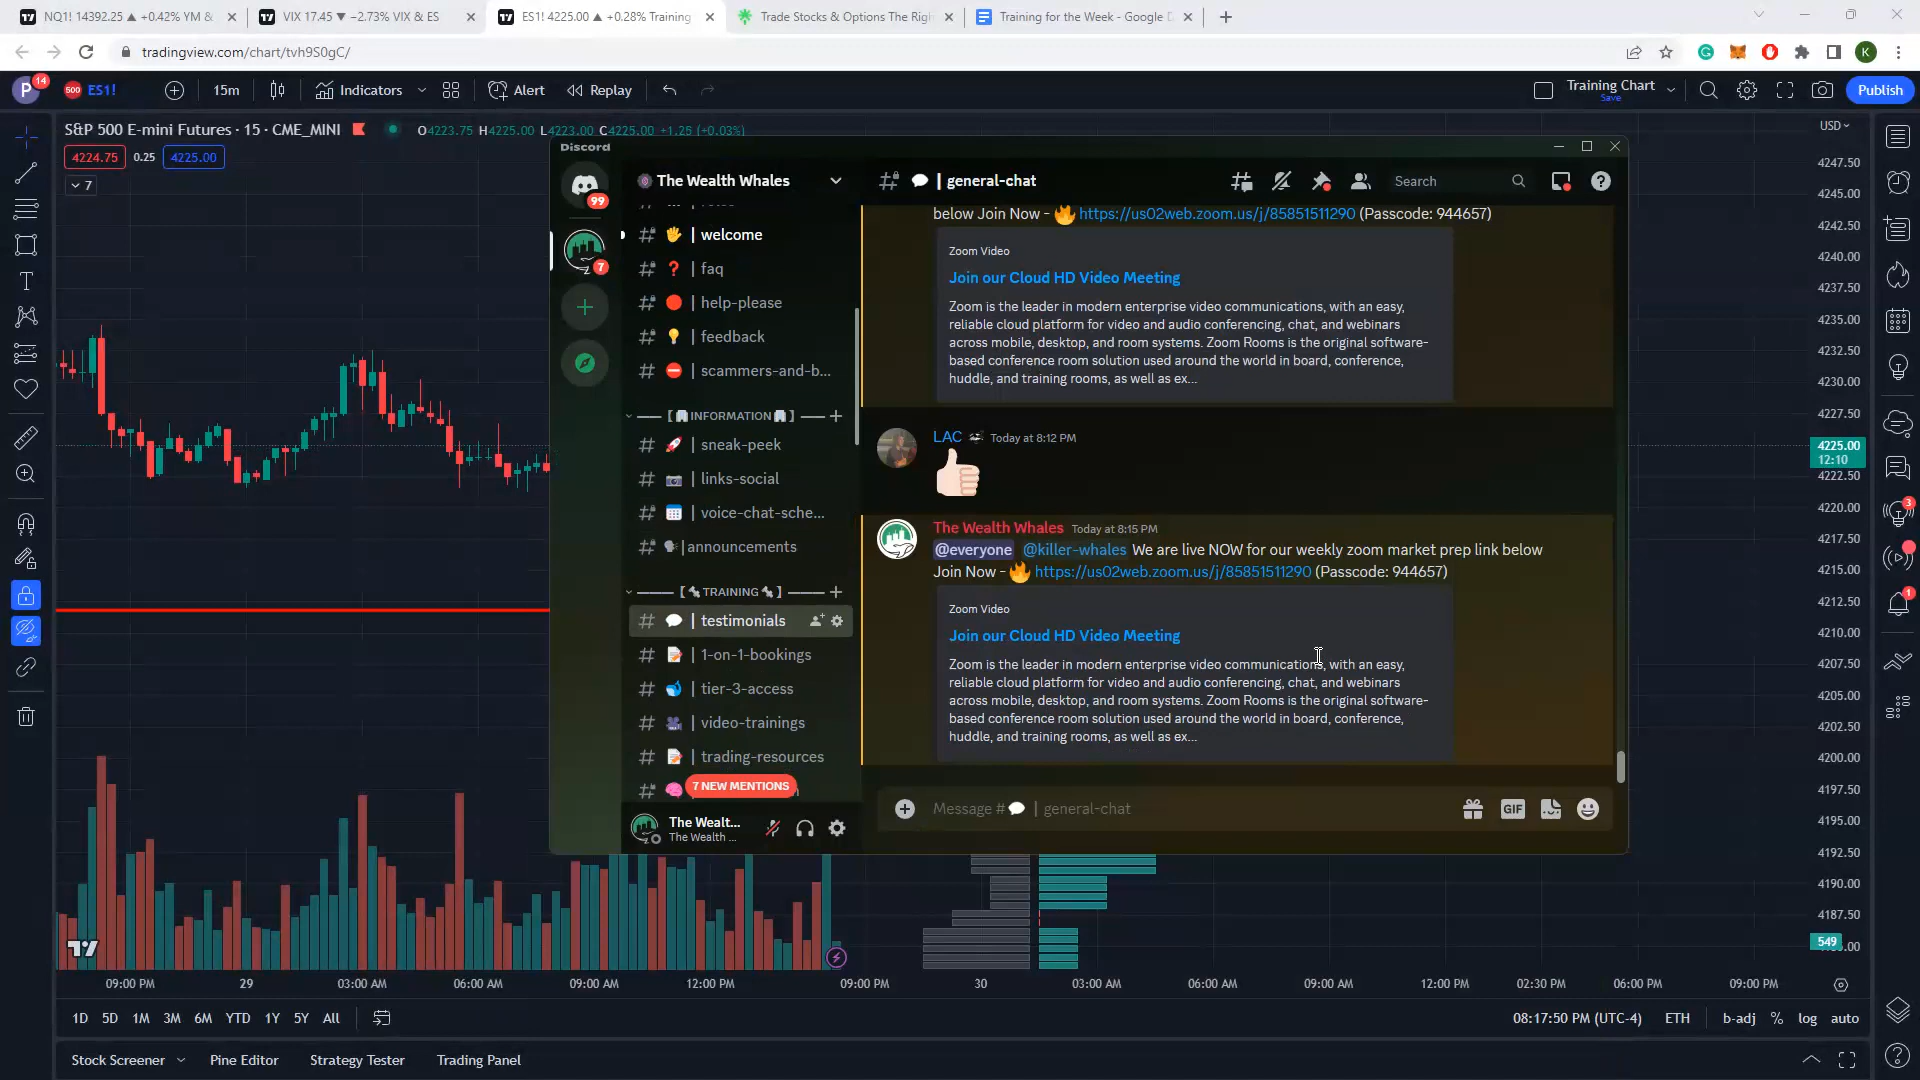 NQ1! 14392.25 ▲ +0.42% YM &
VIX 17.45 ▼ −2.73% VIX & ES
ES1! 4225.00 ▲ +0.28% Training
Trade Stocks & Options The Righ
Training for the Week - Google D
tradingview.com/chart/tvh9S0gC/
K
P
14
500
ES1!
15m
Indicators
Alert
Replay
Training Chart
Save
Publish
S&P 500 E-mini Futures · 15 · CME_MINI
O4223.75 H4225.00 L4223.00 C4225.00 +1.25 (+0.03%)
USD
4224.75
0.25
4225.00
7
Discord
99
7
The Wealth Whales
| welcome
| faq
| help-please
| feedback
| scammers-and-b...
[ INFORMATION ]
| sneak-peek
| links-social
| voice-chat-sche...
| announcements
[ TRAINING ]
| testimonials
| 1-on-1-bookings
| tier-3-access
| video-trainings
| trading-resources
7 NEW MENTIONS
The Wealt...
The Wealth ...
| general-chat
Search
below Join Now - 🔥 https://us02web.zoom.us/j/85851511290 (Passcode: 944657)
Zoom Video
Join our Cloud HD Video Meeting
Zoom is the leader in modern enterprise video communications, with an easy,
reliable cloud platform for video and audio conferencing, chat, and webinars
across mobile, desktop, and room systems. Zoom Rooms is the original software-
based conference room solution used around the world in board, conference,
huddle, and training rooms, as well as ex...
LAC Today at 8:12 PM
The Wealth Whales Today at 8:15 PM
@everyone @killer-whales We are live NOW for our weekly zoom market prep link below
Join Now - 🔥 https://us02web.zoom.us/j/85851511290 (Passcode: 944657)
Zoom Video
Join our Cloud HD Video Meeting
Zoom is the leader in modern enterprise video communications, with an easy,
reliable cloud platform for video and audio conferencing, chat, and webinars
across mobile, desktop, and room systems. Zoom Rooms is the original software-
based conference room solution used around the world in board, conference,
huddle, and training rooms, as well as ex...
Message # | general-chat
GIF
4247.50
4245.00
4242.50
4240.00
4237.50
4235.00
4232.50
4230.00
4227.50
4225.00
12:10
4222.50
4220.00
4217.50
4215.00
4212.50
4210.00
4207.50
4205.00
4202.50
4200.00
4197.50
4195.00
4192.50
4190.00
4187.50
549
.00
3
1
09:00 PM
29
03:00 AM
06:00 AM
09:00 AM
12:00 PM
09:00 PM
30
03:00 AM
06:00 AM
09:00 AM
12:00 PM
02:30 PM
06:00 PM
09:00 PM
1D 5D 1M 3M 6M YTD 1Y 5Y All
08:17:50 PM (UTC-4)
ETH
b-adj % log auto
Stock Screener
Pine Editor
Strategy Tester
Trading Panel